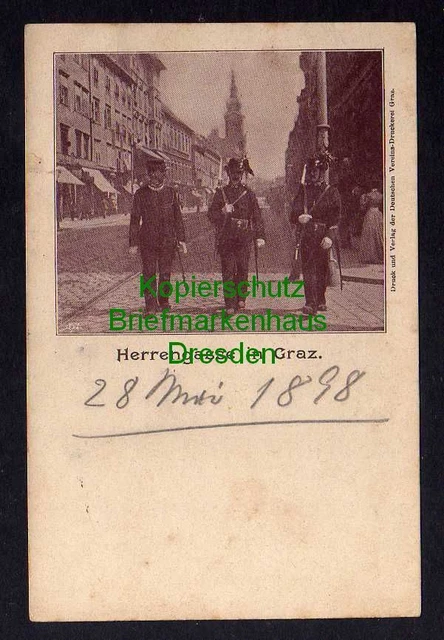 Druck und Verlag der Deutschen Vereins-Druckerei Graz.
Kopierschutz
Briefmarkenhaus
Dresden
Herrengasse in Graz.
28 Mai 1898